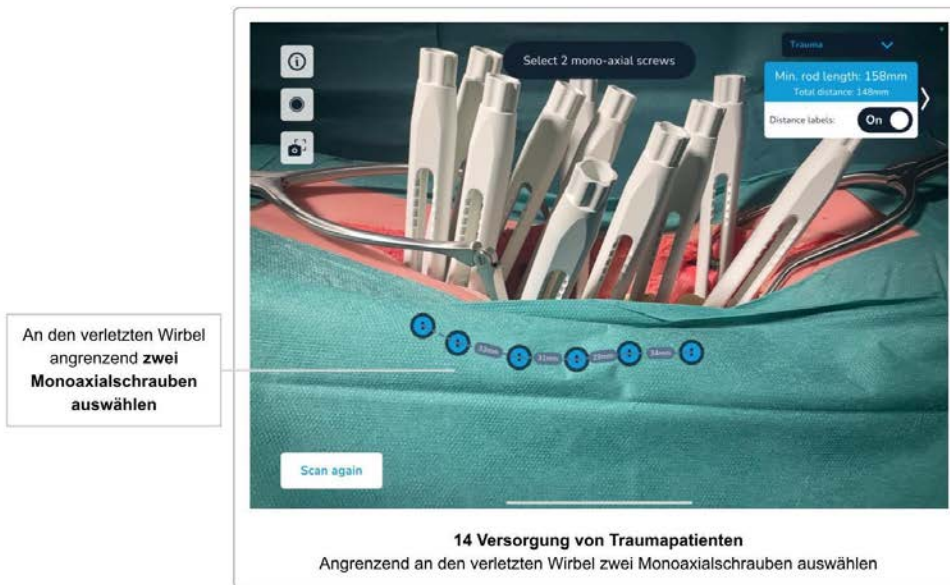 Select 2 mono-axial screws
Trauma
Min. rod length: 158mm
Total distance: 148mm
Distance labels:
On
An den verletzten Wirbel
angrenzend zwei
Monoaxialschrauben
auswählen
Scan again
14 Versorgung von Traumapatienten
Angrenzend an den verletzten Wirbel zwei Monoaxialschrauben auswählen